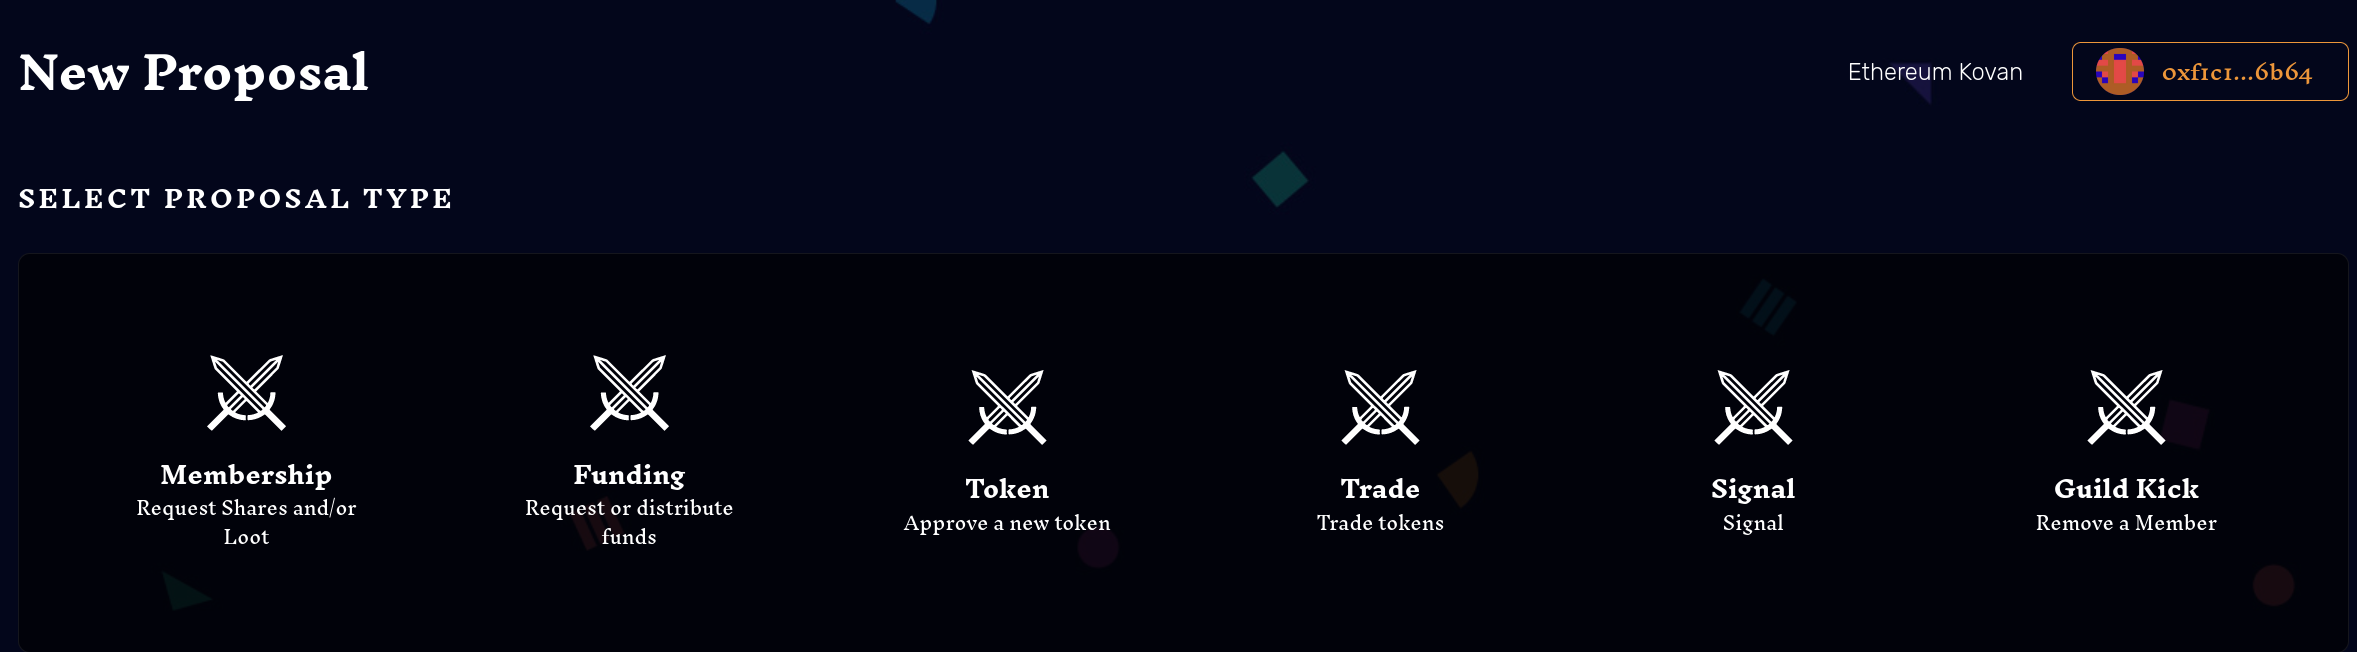 New Proposal
Ethereum Kovan
0xf1c1...6b64
SELECT PROPOSAL TYPE
Membership
Request Shares and/or
Loot
Funding
Request or distribute
funds
Token
Approve a new token
Trade
Trade tokens
Signal
Signal
Guild Kick
Remove a Member